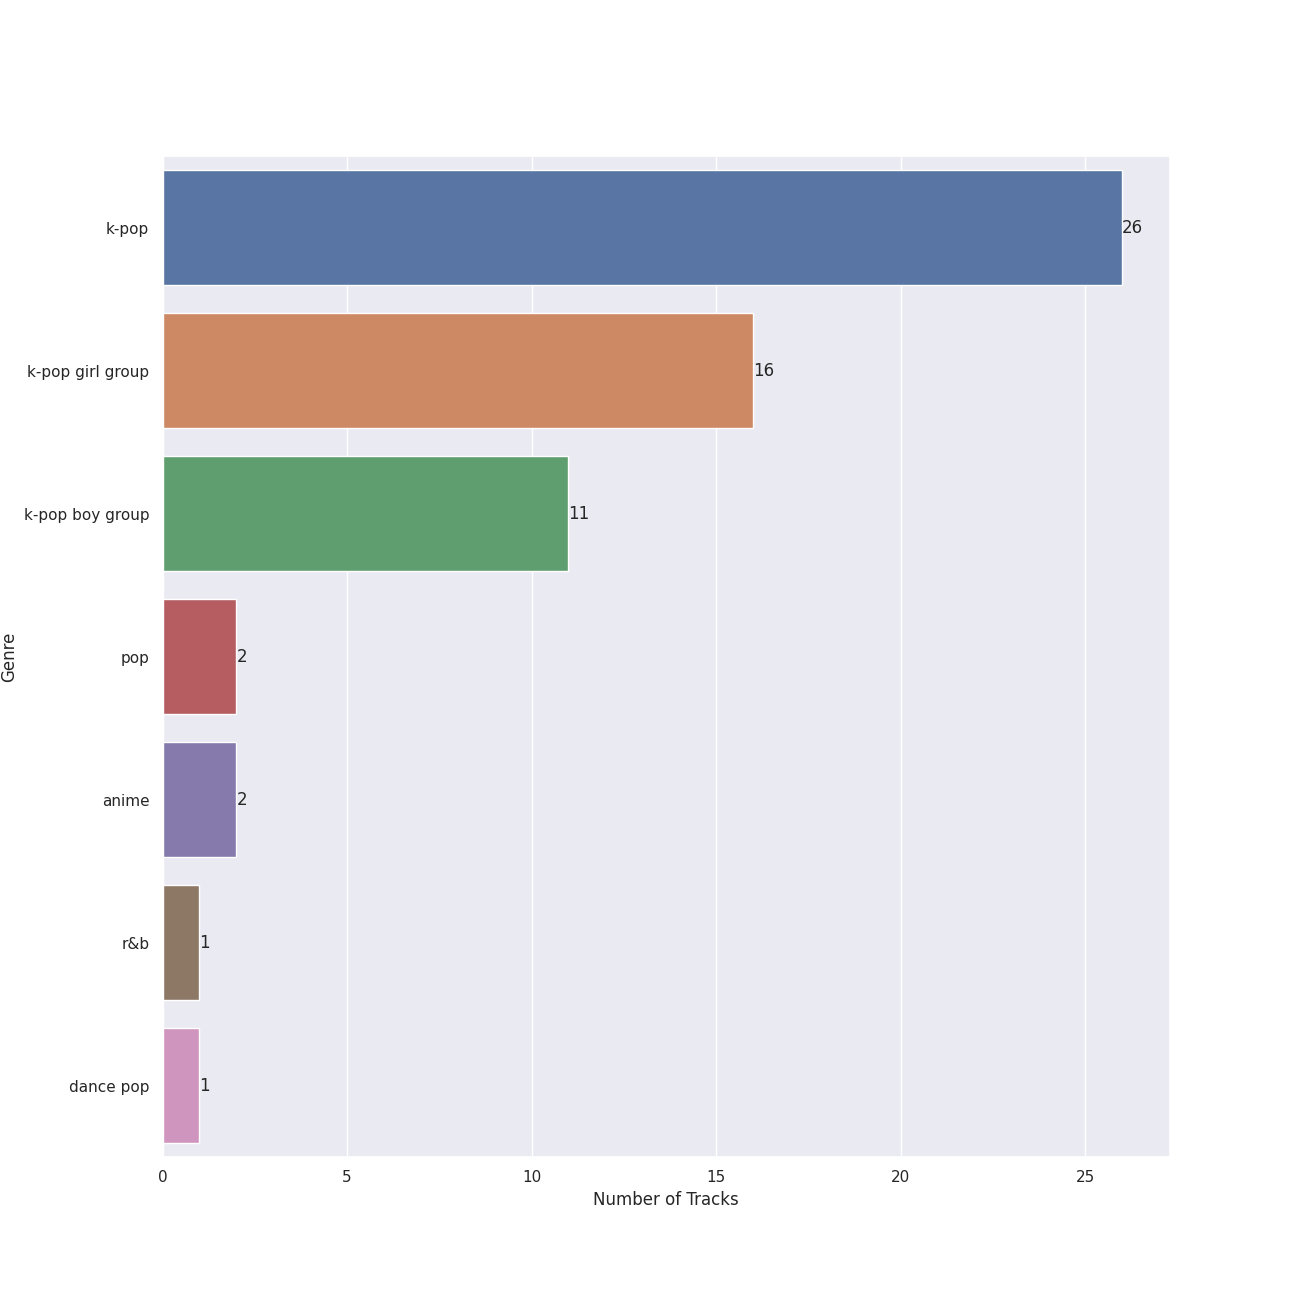 k-pop
26
k-pop girl group
16
k-pop boy group
11
Genre
pop
2
anime
2
r&b
1
dance pop
1
0 5 10 15 20 25
Number of Tracks